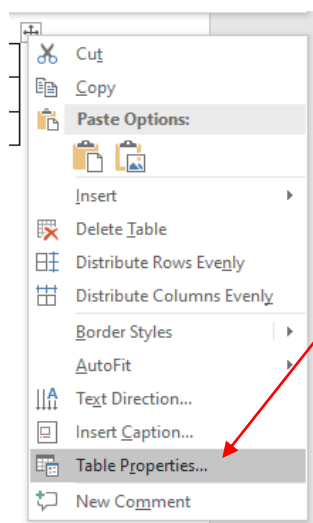 Cut
Copy
Paste Options:
Insert
Delete Table
Distribute Rows Evenly
Distribute Columns Evenly
Border Styles
AutoFit
Text Direction...
Insert Caption...
Table Properties...
New Comment